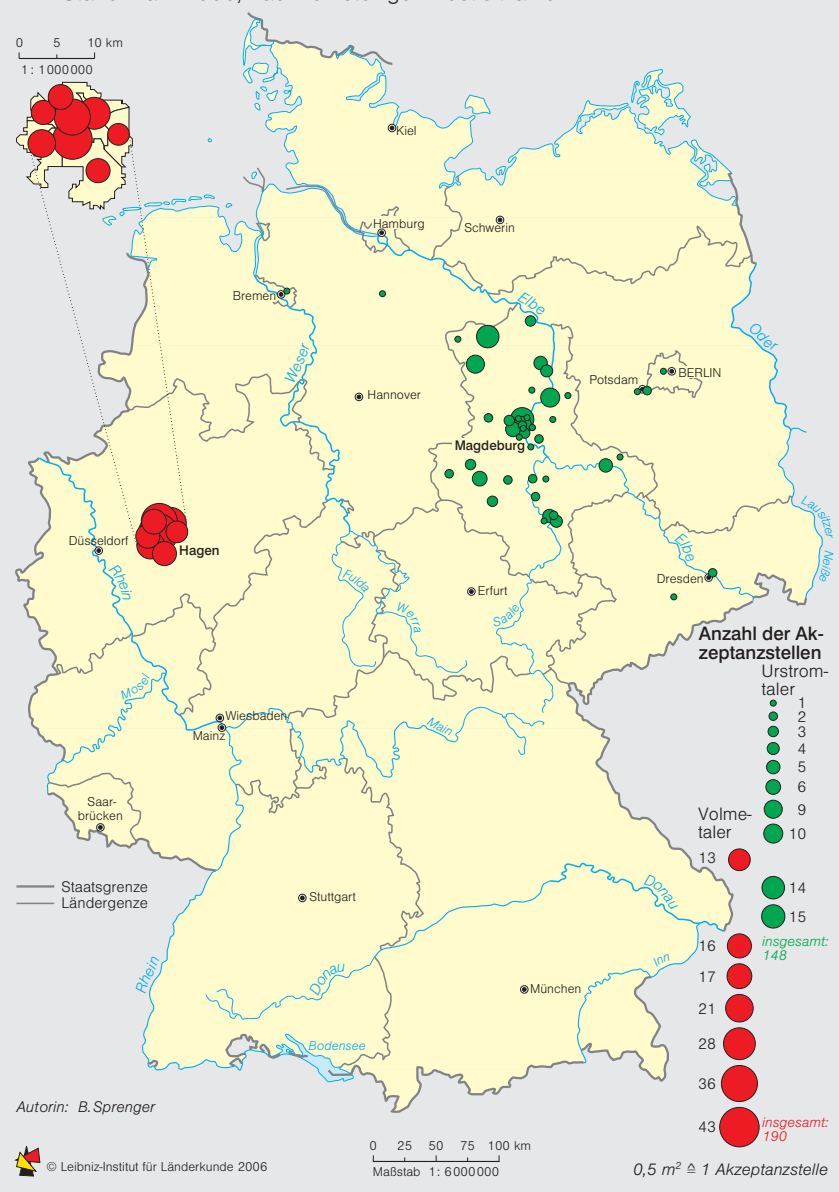 0 5 10 km
1 : 1000000
Kiel
Hamburg
Schwerin
Bremen
Elbe
Oder
Weser
Potsdam
BERLIN
Hannover
Magdeburg
Düsseldorf
Hagen
Lausitzer
Neiße
Rhein
Fulda
Werra
Erfurt
Saale
Elbe
Dresden
Anzahl der Ak-
zeptanzstellen
Urstrom-
taler
1
2
3
4
5
6
9
10
Volme-
taler
13
14
15
16
insgesamt:
148
17
21
28
36
43
insgesamt:
190
Mosel
Wiesbaden
Mainz
Main
Saar-
brücken
Staatsgrenze
Ländergenze
Stuttgart
Donau
Rhein
Donau
Inn
München
Bodensee
Autorin: B. Sprenger
© Leibniz-Institut für Länderkunde 2006
0 25 50 75 100 km
Maßstab 1 : 6000000
0,5 m² ≙ 1 Akzeptanzstelle